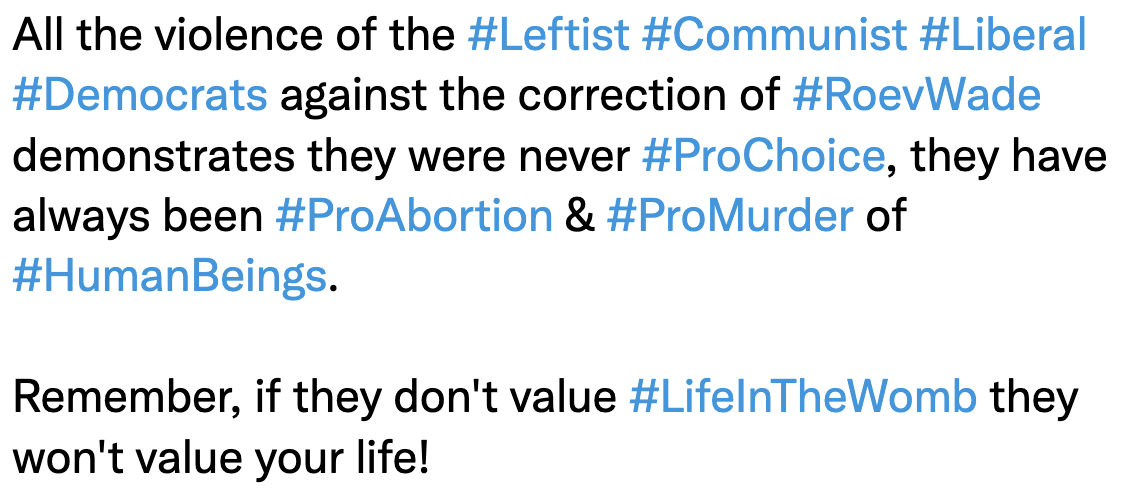 All the violence of the #Leftist #Communist #Liberal
#Democrats against the correction of #RoevWade
demonstrates they were never #ProChoice, they have
always been #ProAbortion & #ProMurder of
#HumanBeings.
Remember, if they don't value #LifeInTheWomb they
won't value your life!